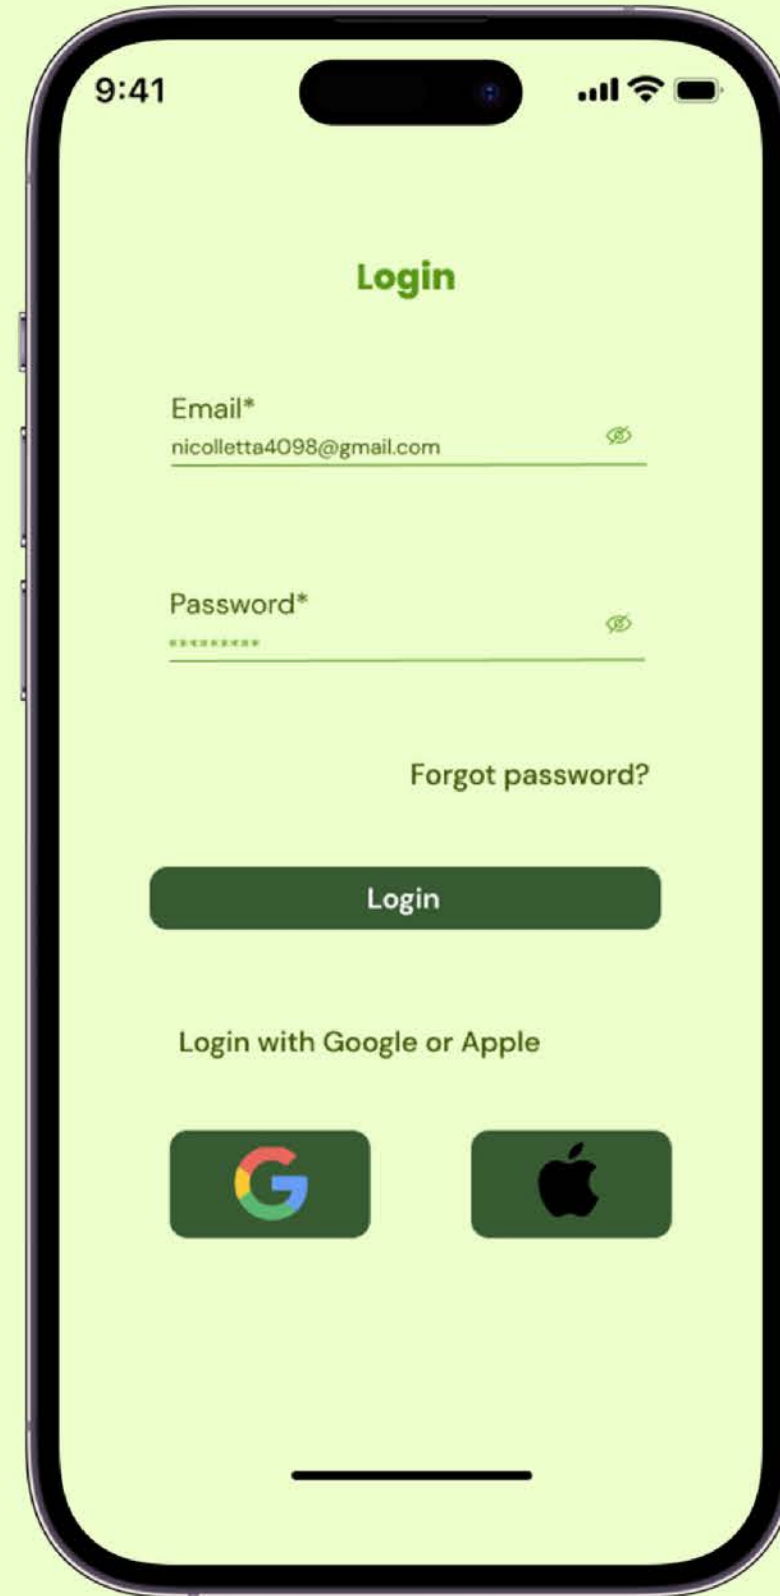 9:41
Login
Email*
nicolletta4098@gmail.com
Password*
*********
Forgot password?
Login
Login with Google or Apple
G